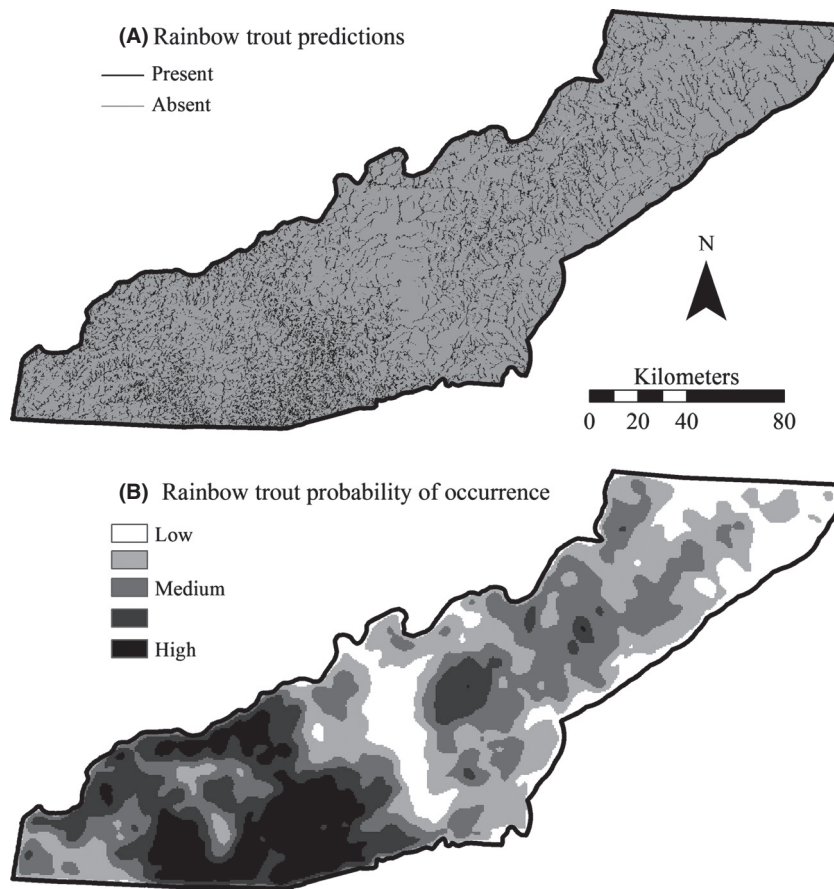 (A) Rainbow trout predictions
Present
Absent
N
Kilometers
0 20 40 80
(B) Rainbow trout probability of occurrence
Low
Medium
High